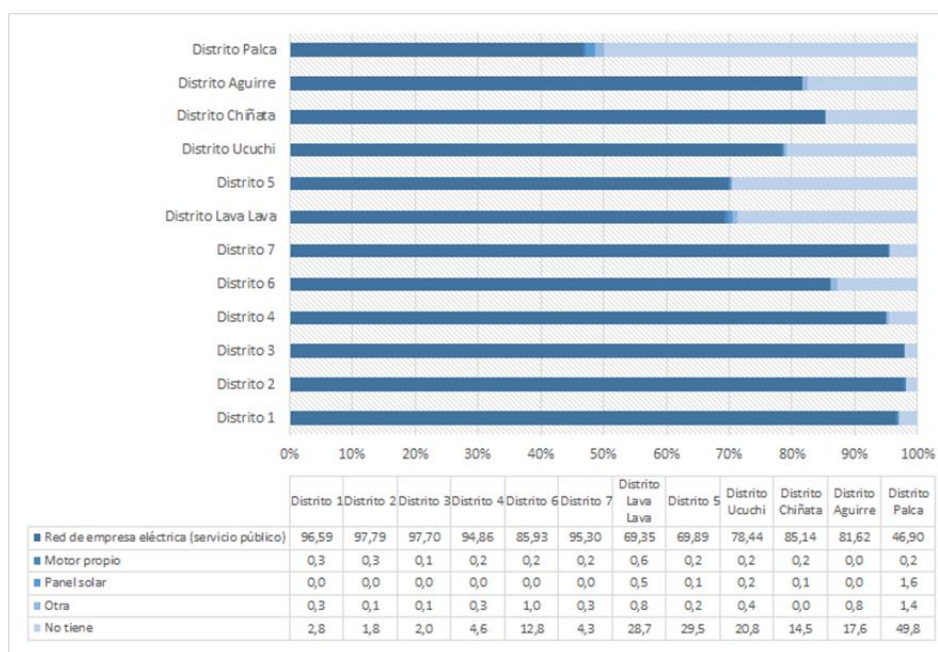 Distrito Palca
Distrito Aguirre
Distrito Chiñata
Distrito Ucuchi
Distrito 5
Distrito Lava Lava
Distrito 7
Distrito 6
Distrito 4
Distrito 3
Distrito 2
Distrito 1
0% 10% 20% 30% 40% 50% 60% 70% 80% 90% 100%
Distrito 1 Distrito 2 Distrito 3 Distrito 4 Distrito 6 Distrito 7 Distrito Lava Lava Distrito 5 Distrito Ucuchi Distrito Chiñata Distrito Aguirre Distrito Palca
Red de empresa eléctrica (servicio público) 96,59 97,79 97,70 94,86 85,93 95,30 69,35 69,89 78,44 85,14 81,62 46,90
Motor propio 0,3 0,3 0,1 0,2 0,2 0,2 0,6 0,2 0,2 0,2 0,0 0,2
Panel solar 0,0 0,0 0,0 0,0 0,0 0,0 0,5 0,1 0,2 0,1 0,0 1,6
Otra 0,3 0,1 0,1 0,3 1,0 0,3 0,8 0,2 0,4 0,0 0,8 1,4
No tiene 2,8 1,8 2,0 4,6 12,8 4,3 28,7 29,5 20,8 14,5 17,6 49,8